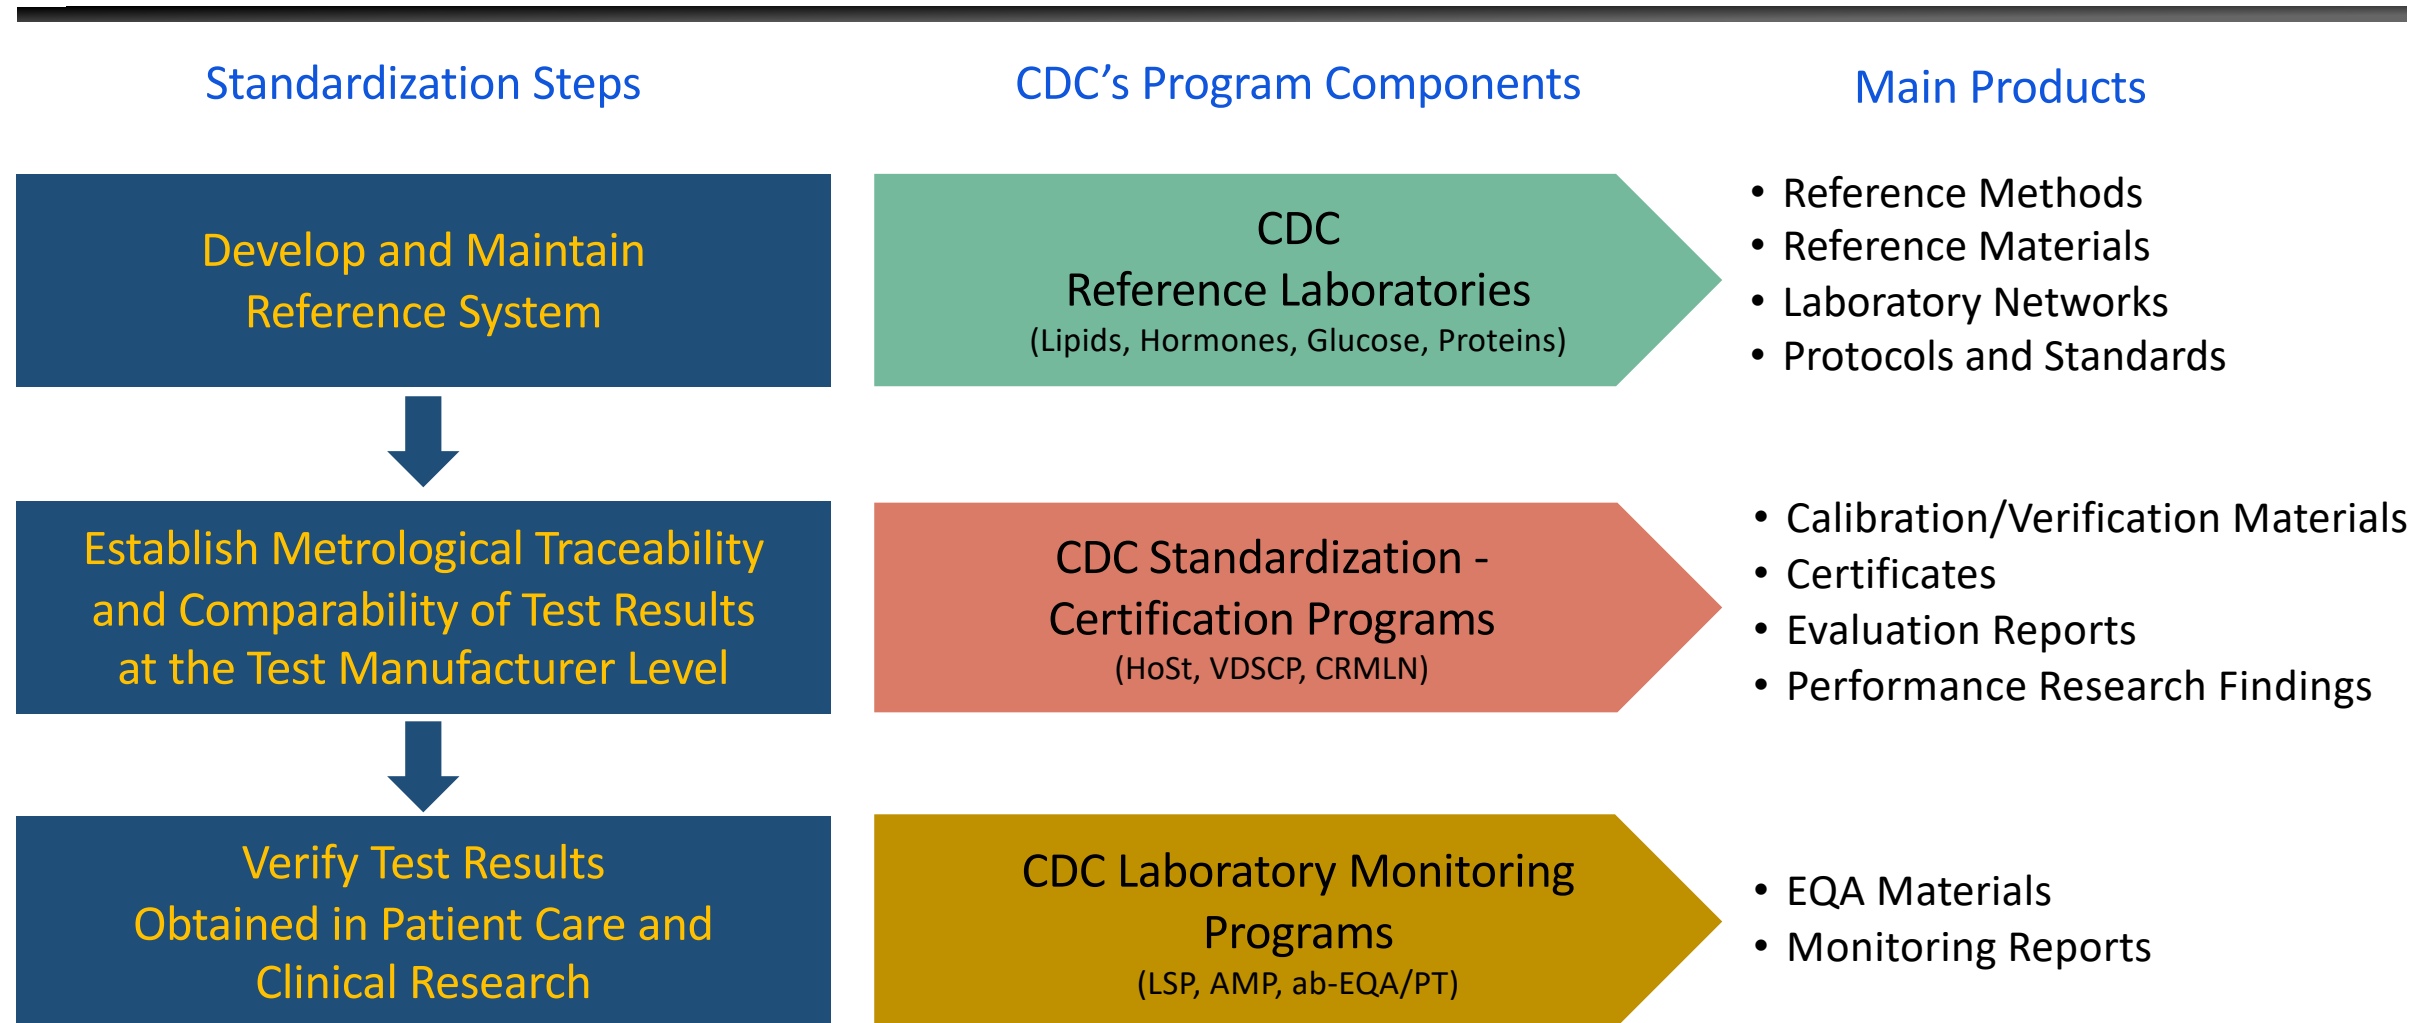 Standardization Steps
CDC’s Program Components
Main Products
Develop and Maintain
Reference System
CDC
Reference Laboratories
(Lipids, Hormones, Glucose, Proteins)
• Reference Methods
• Reference Materials
• Laboratory Networks
• Protocols and Standards
Establish Metrological Traceability
and Comparability of Test Results
at the Test Manufacturer Level
CDC Standardization -
Certification Programs
(HoSt, VDSCP, CRMLN)
• Calibration/Verification Materials
• Certificates
• Evaluation Reports
• Performance Research Findings
Verify Test Results
Obtained in Patient Care and
Clinical Research
CDC Laboratory Monitoring
Programs
(LSP, AMP, ab-EQA/PT)
• EQA Materials
• Monitoring Reports